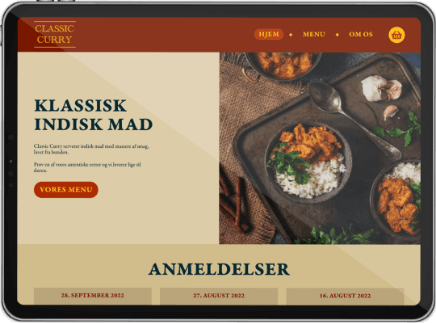 CLASSIC
CURRY
HJEM • MENU • OM OS
KLASSISK
INDISK MAD
Classic Curry serverer indisk mad med masser af smag,
lavet fra bunden.
Prøv en af vores autentiske retter og vi leverer lige til
døren.
VORES MENU
ANMELDELSER
28. SEPTEMBER 2022
27. AUGUST 2022
16. AUGUST 2022